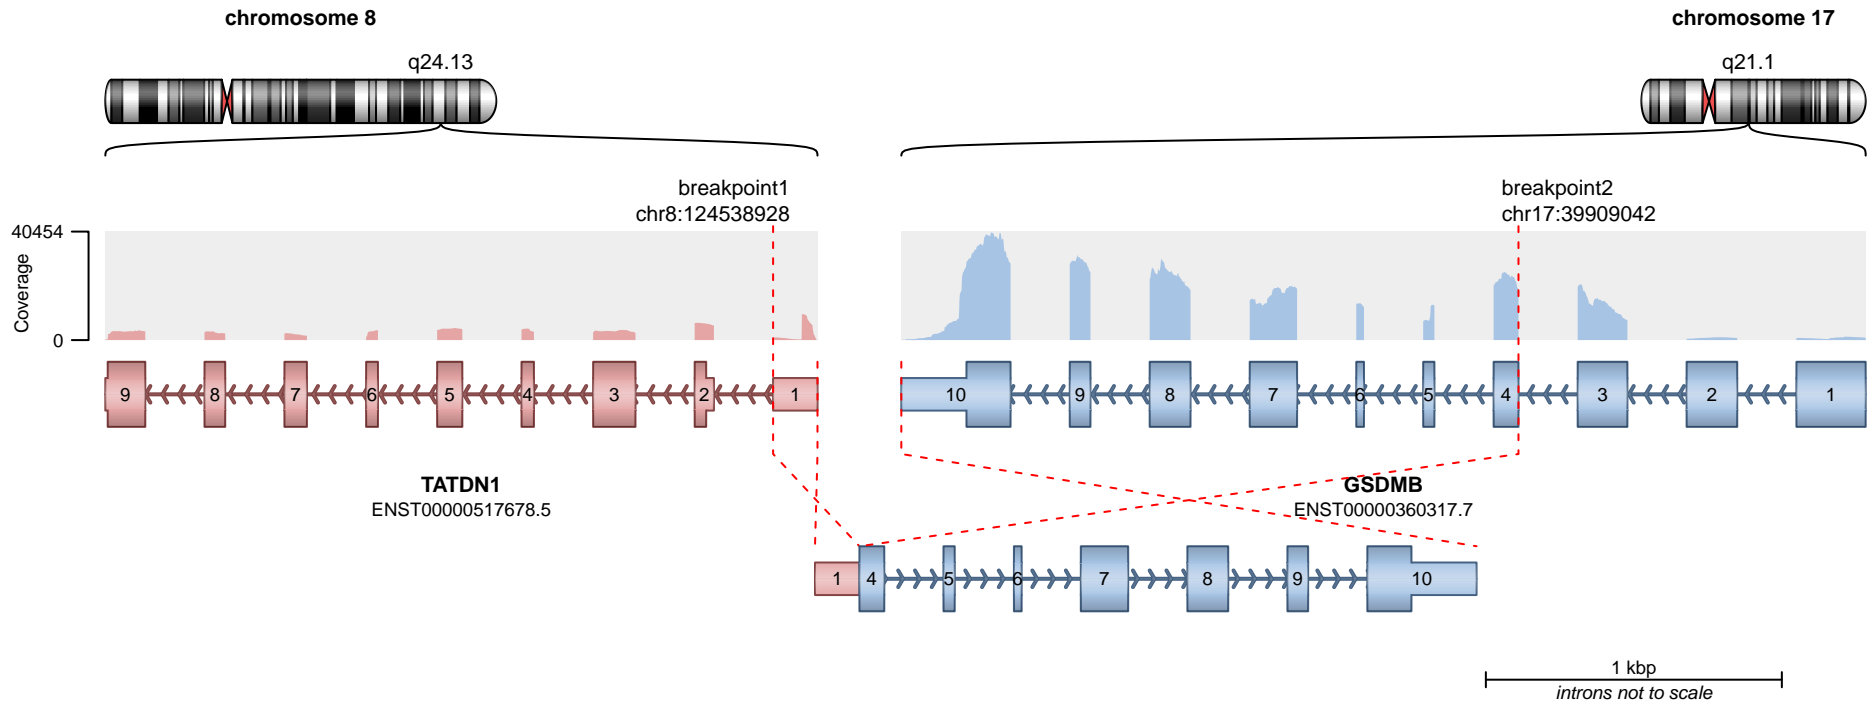 chromosome 8
chromosome 17
q24.13
q21.1
breakpoint1
chr8:124538928
breakpoint2
chr17:39909042
40454
Coverage
0
9 8 7 6 5 4 3 2 1
10 9 8 7 6 5 4 3 2 1
TATDN1
ENST00000517678.5
GSDMB
ENST00000360317.7
1 4 5 6 7 8 9 10
1 kbp
introns not to scale